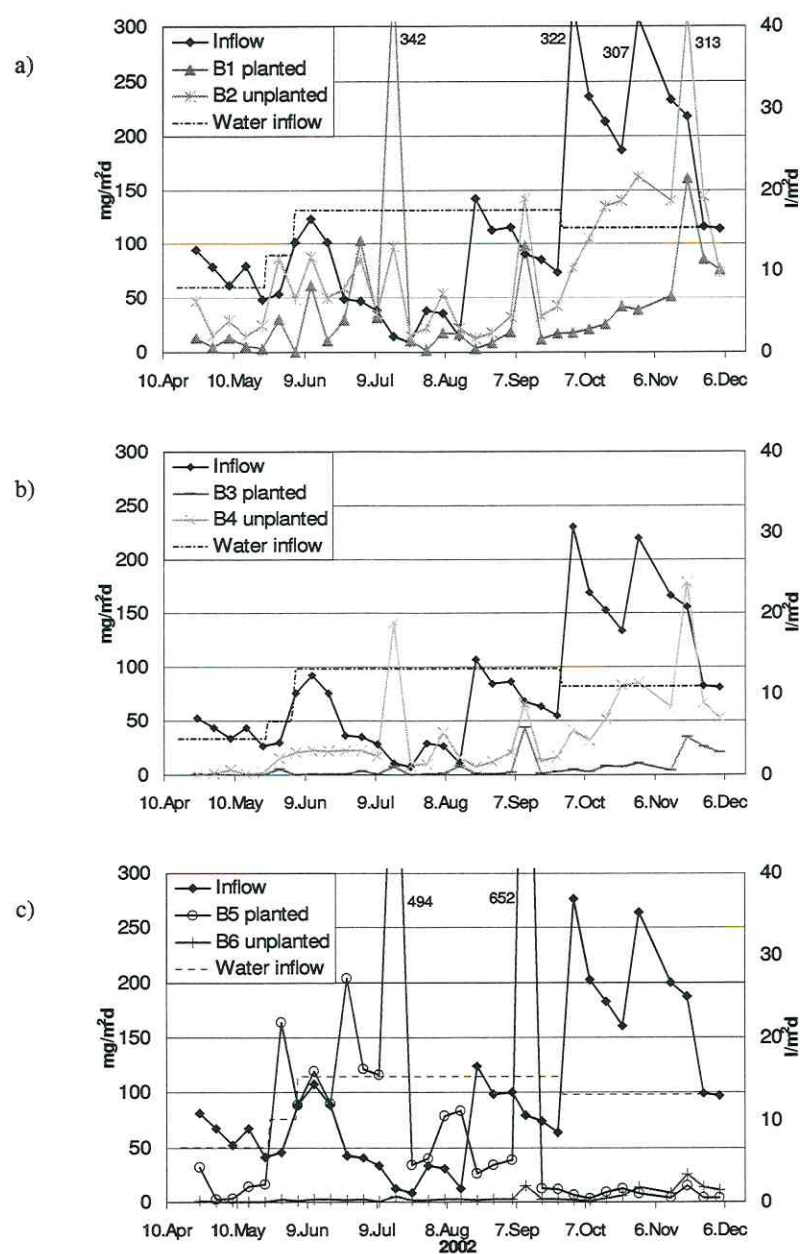 a)
300
250
200
150
100
50
0
mg/m²d
Inflow
B1 planted
B2 unplanted
Water inflow
342
322
307
313
40
30
20
10
0
l/m²d
10.Apr 10.May 9.Jun 9.Jul 8.Aug 7.Sep 7.Oct 6.Nov 6.Dec
b)
300
250
200
150
100
50
0
mg/m²d
Inflow
B3 planted
B4 unplanted
Water inflow
40
30
20
10
0
l/m²d
10.Apr 10.May 9.Jun 9.Jul 8.Aug 7.Sep 7.Oct 6.Nov 6.Dec
c)
300
250
200
150
100
50
0
mg/m²d
Inflow
B5 planted
B6 unplanted
Water inflow
494
652
40
30
20
10
0
l/m²d
10.Apr 10.May 9.Jun 9.Jul 8.Aug 7.Sep 7.Oct 6.Nov 6.Dec
2002